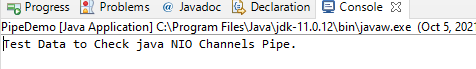 Progress Problems @ Javadoc Declaration Console
PipeDemo [Java Application] C:\Program Files\Java\jdk-11.0.12\bin\javaw.exe (Oct 5, 2021
Test Data to Check java NIO Channels Pipe.